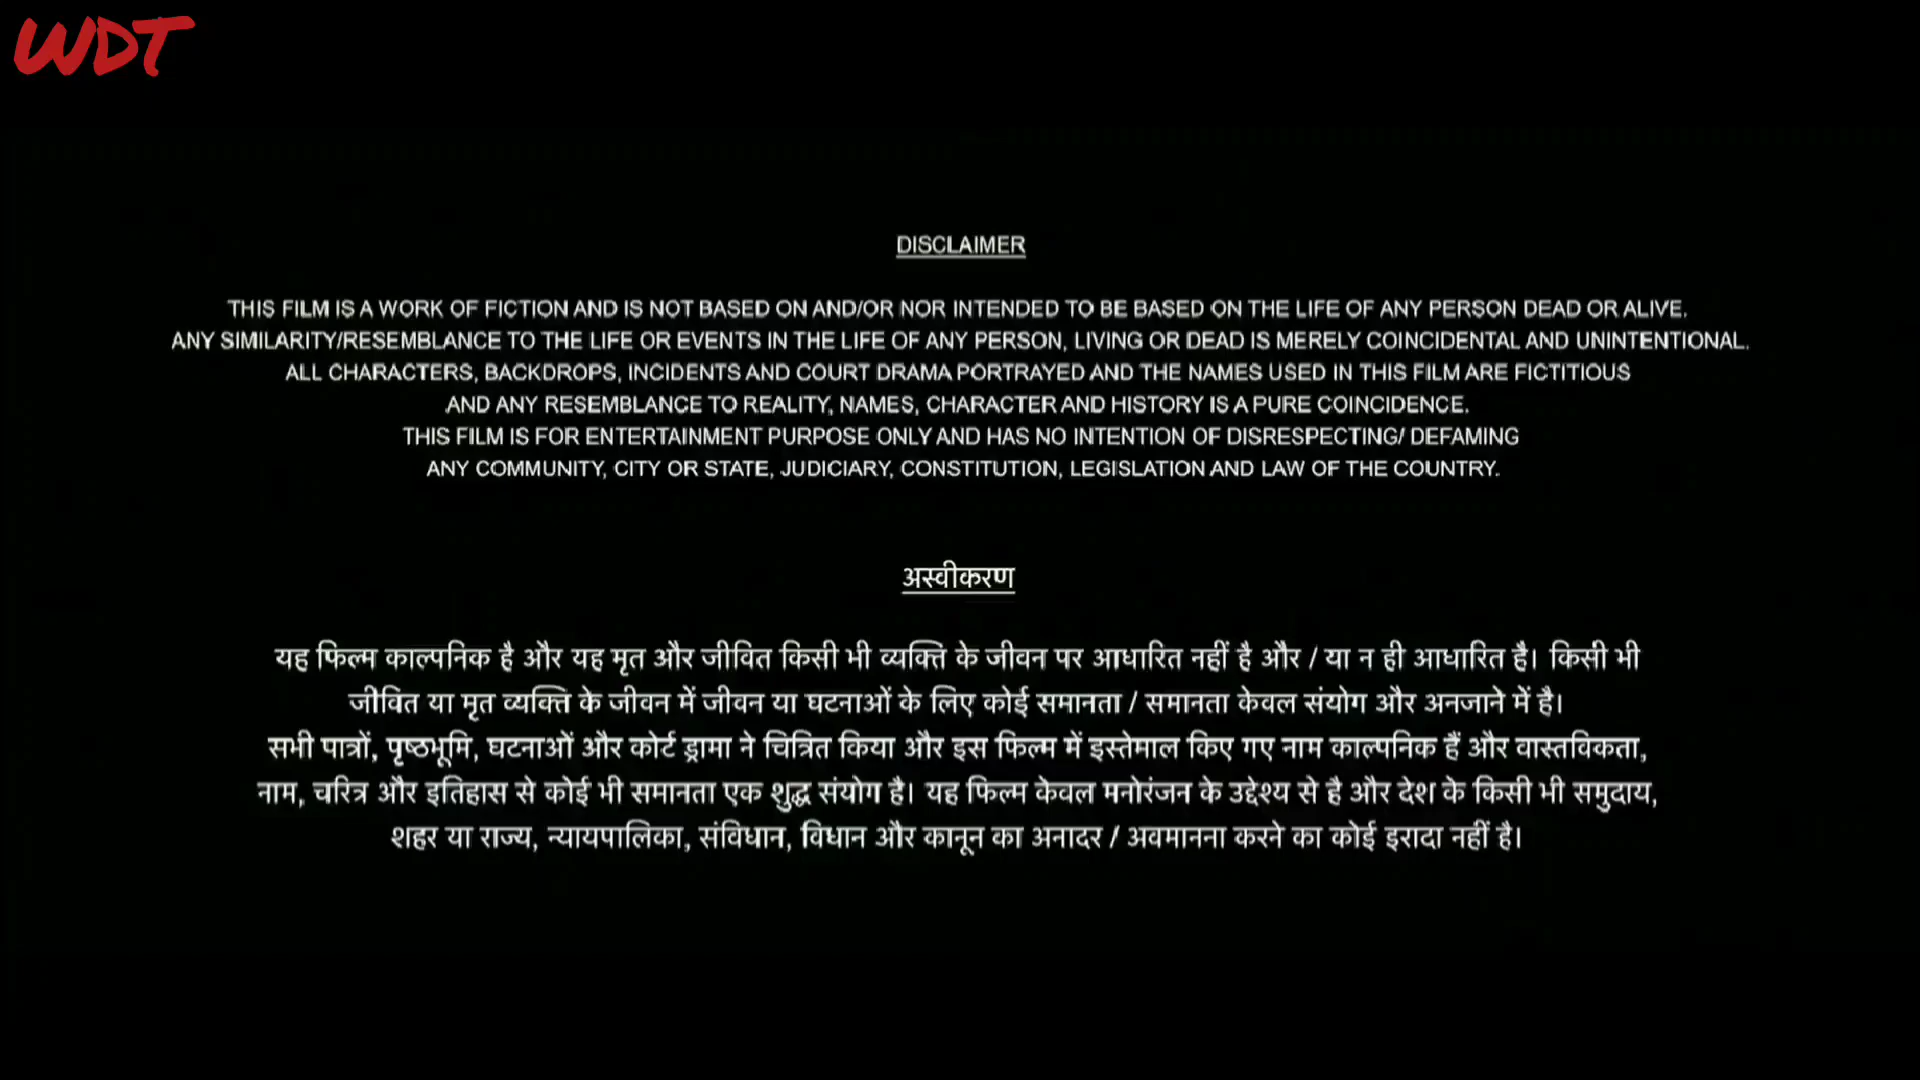 WDT
DISCLAIMER
THIS FILM IS A WORK OF FICTION AND IS NOT BASED ON AND/OR NOR INTENDED TO BE BASED ON THE LIFE OF ANY PERSON DEAD OR ALIVE.
ANY SIMILARITY/RESEMBLANCE TO THE LIFE OR EVENTS IN THE LIFE OF ANY PERSON, LIVING OR DEAD IS MERELY COINCIDENTAL AND UNINTENTIONAL.
ALL CHARACTERS, BACKDROPS, INCIDENTS AND COURT DRAMA PORTRAYED AND THE NAMES USED IN THIS FILM ARE FICTITIOUS
AND ANY RESEMBLANCE TO REALITY, NAMES, CHARACTER AND HISTORY IS A PURE COINCIDENCE.
THIS FILM IS FOR ENTERTAINMENT PURPOSE ONLY AND HAS NO INTENTION OF DISRESPECTING/ DEFAMING
ANY COMMUNITY, CITY OR STATE, JUDICIARY, CONSTITUTION, LEGISLATION AND LAW OF THE COUNTRY.
अस्वीकरण
यह फिल्म काल्पनिक है और यह मृत और जीवित किसी भी व्यक्ति के जीवन पर आधारित नहीं है और / या न ही आधारित है। किसी भी
जीवित या मृत व्यक्ति के जीवन में जीवन या घटनाओं के लिए कोई समानता / समानता केवल संयोग और अनजाने में है।
सभी पात्रों, पृष्ठभूमि, घटनाओं और कोर्ट ड्रामा ने चित्रित किया और इस फिल्म में इस्तेमाल किए गए नाम काल्पनिक हैं और वास्तविकता,
नाम, चरित्र और इतिहास से कोई भी समानता एक शुद्ध संयोग है। यह फिल्म केवल मनोरंजन के उद्देश्य से है और देश के किसी भी समुदाय,
शहर या राज्य, न्यायपालिका, संविधान, विधान और कानून का अनादर / अवमानना करने का कोई इरादा नहीं है।